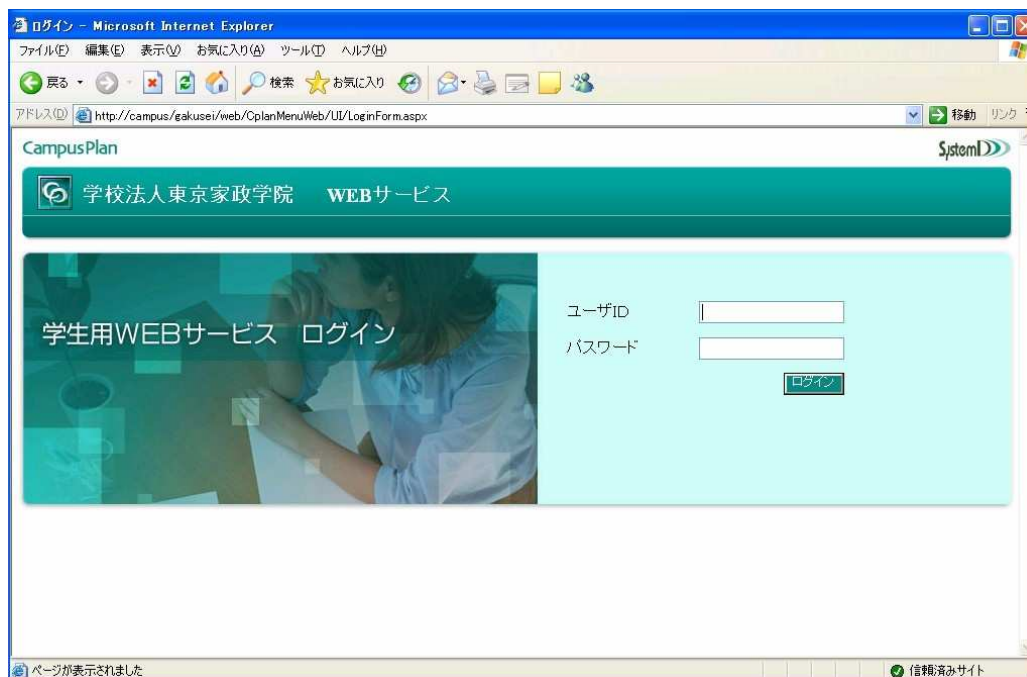 ログイン - Microsoft Internet Explorer
ファイル(F) 編集(E) 表示(V) お気に入り(A) ツール(T) ヘルプ(H)
戻る 検索 お気に入り
アドレス(D) http://campus/gakusei/web/CplanMenuWeb/UI/LoginForm.aspx 移動 リンク
CampusPlan SystemD
学校法人東京家政学院 WEBサービス
学生用WEBサービス ログイン
ユーザID
パスワード
ログイン
ページが表示されました 信頼済みサイト